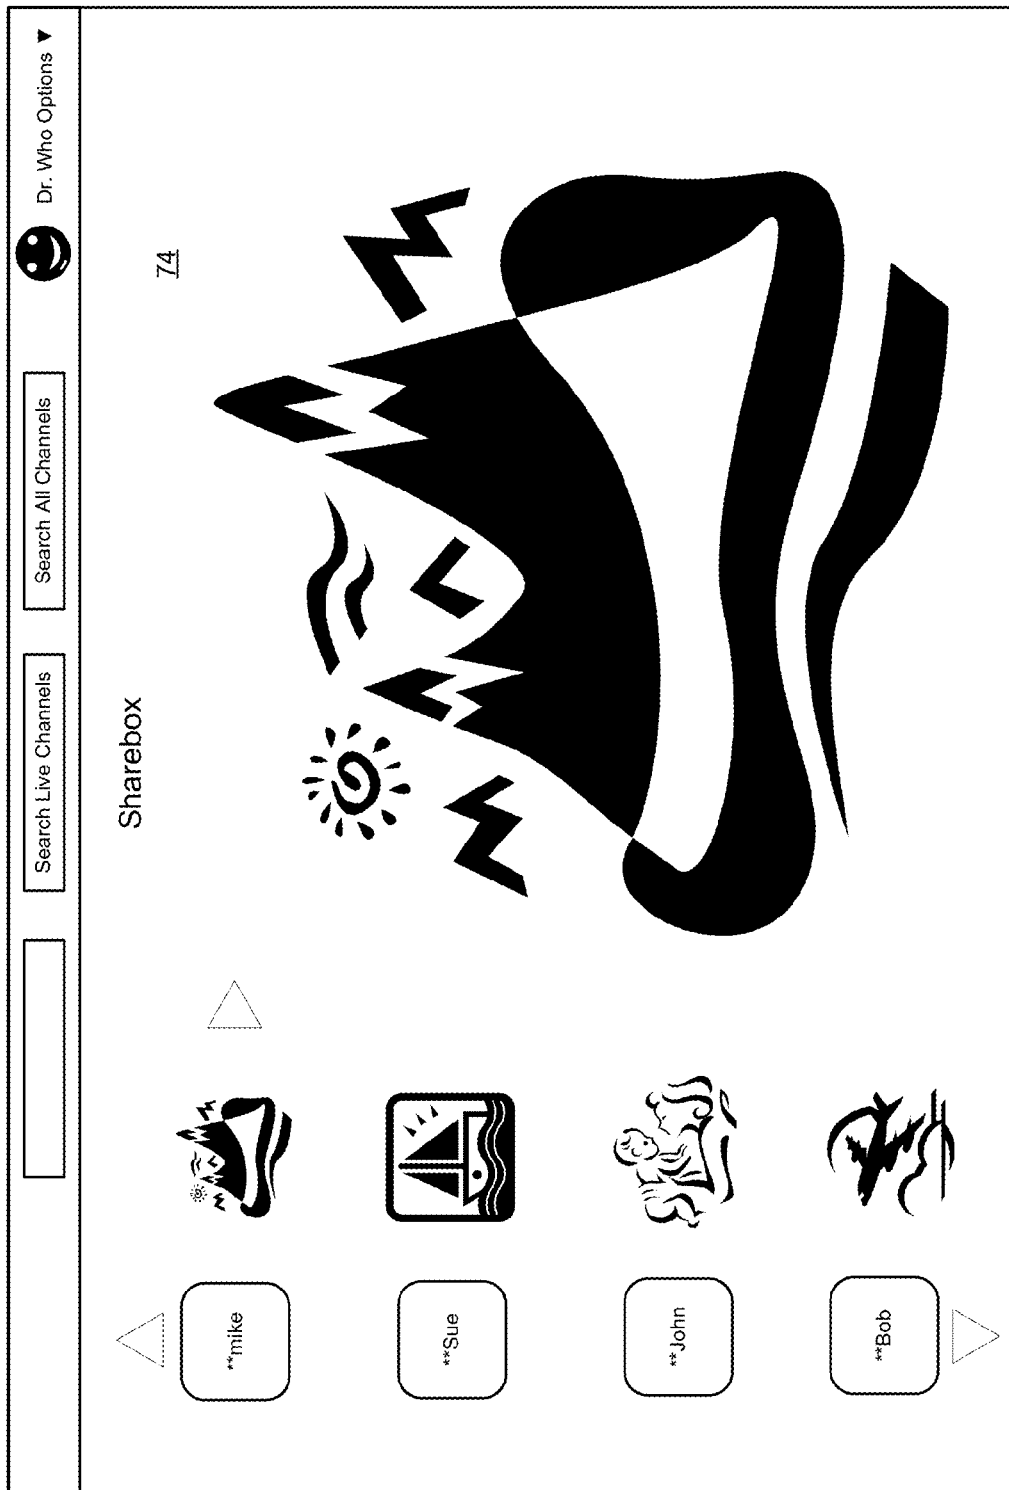 Search Live Channels
Search All Channels
Dr. Who Options ▼
Sharebox
74
**mike
**Sue
**John
**Bob